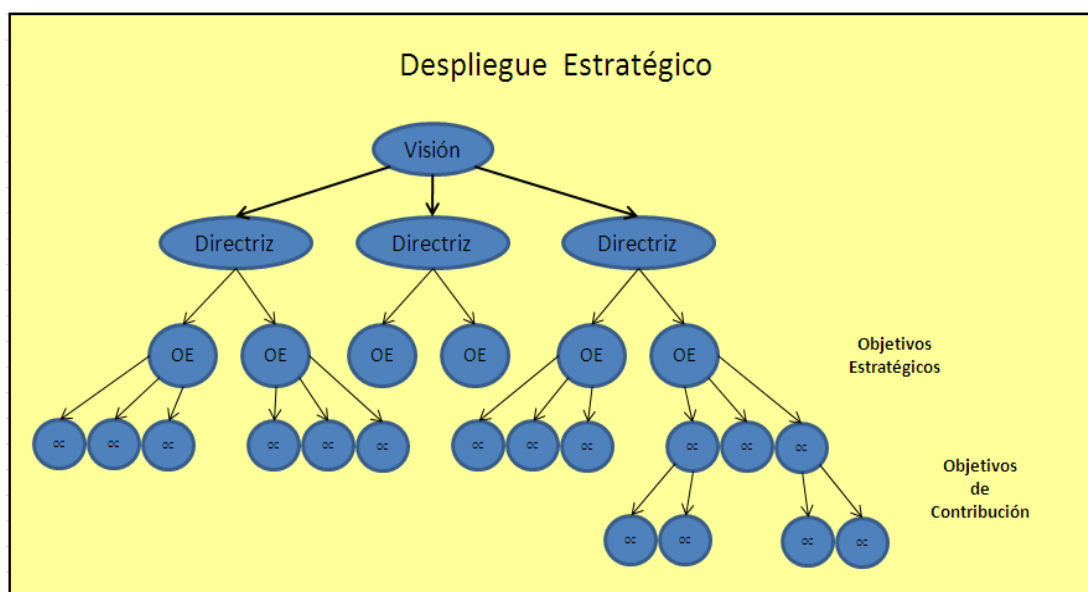 Despliegue Estratégico
Visión
Directriz Directriz Directriz
OE OE OE OE OE OE
Objetivos
Estratégicos
oc oc oc oc oc oc oc oc oc oc oc oc
Objetivos
de
Contribución
oc oc oc oc